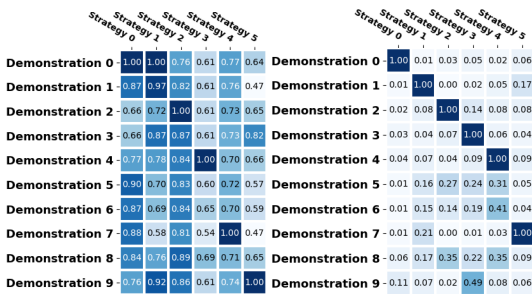 Strategy 0 Strategy 1 Strategy 2 Strategy 3 Strategy 4 Strategy 5
Demonstration 0 1.00 1.00 0.76 0.61 0.77 0.64
Demonstration 1 0.87 0.97 0.82 0.61 0.76 0.47
Demonstration 2 0.66 0.72 1.00 0.61 0.73 0.65
Demonstration 3 0.66 0.87 0.87 0.61 0.73 0.82
Demonstration 4 0.77 0.78 0.84 1.00 0.70 0.66
Demonstration 5 0.90 0.70 0.83 0.60 0.72 0.57
Demonstration 6 0.87 0.69 0.84 0.65 0.70 0.59
Demonstration 7 0.88 0.58 0.81 0.54 1.00 0.47
Demonstration 8 0.84 0.76 0.89 0.69 0.71 0.65
Demonstration 9 0.76 0.92 0.86 0.61 0.74 1.00
Strategy 0 Strategy 1 Strategy 2 Strategy 3 Strategy 4 Strategy 5
Demonstration 0 1.00 0.01 0.03 0.05 0.02 0.06
Demonstration 1 0.01 1.00 0.00 0.02 0.05 0.17
Demonstration 2 0.02 0.08 1.00 0.14 0.08 0.08
Demonstration 3 0.03 0.04 0.07 1.00 0.06 0.04
Demonstration 4 0.04 0.07 0.04 0.09 1.00 0.09
Demonstration 5 0.01 0.16 0.27 0.24 0.31 0.05
Demonstration 6 0.01 0.15 0.14 0.19 0.41 0.04
Demonstration 7 0.01 0.21 0.00 0.01 0.03 1.00
Demonstration 8 0.06 0.17 0.35 0.22 0.35 0.09
Demonstration 9 0.11 0.07 0.02 0.49 0.08 0.06